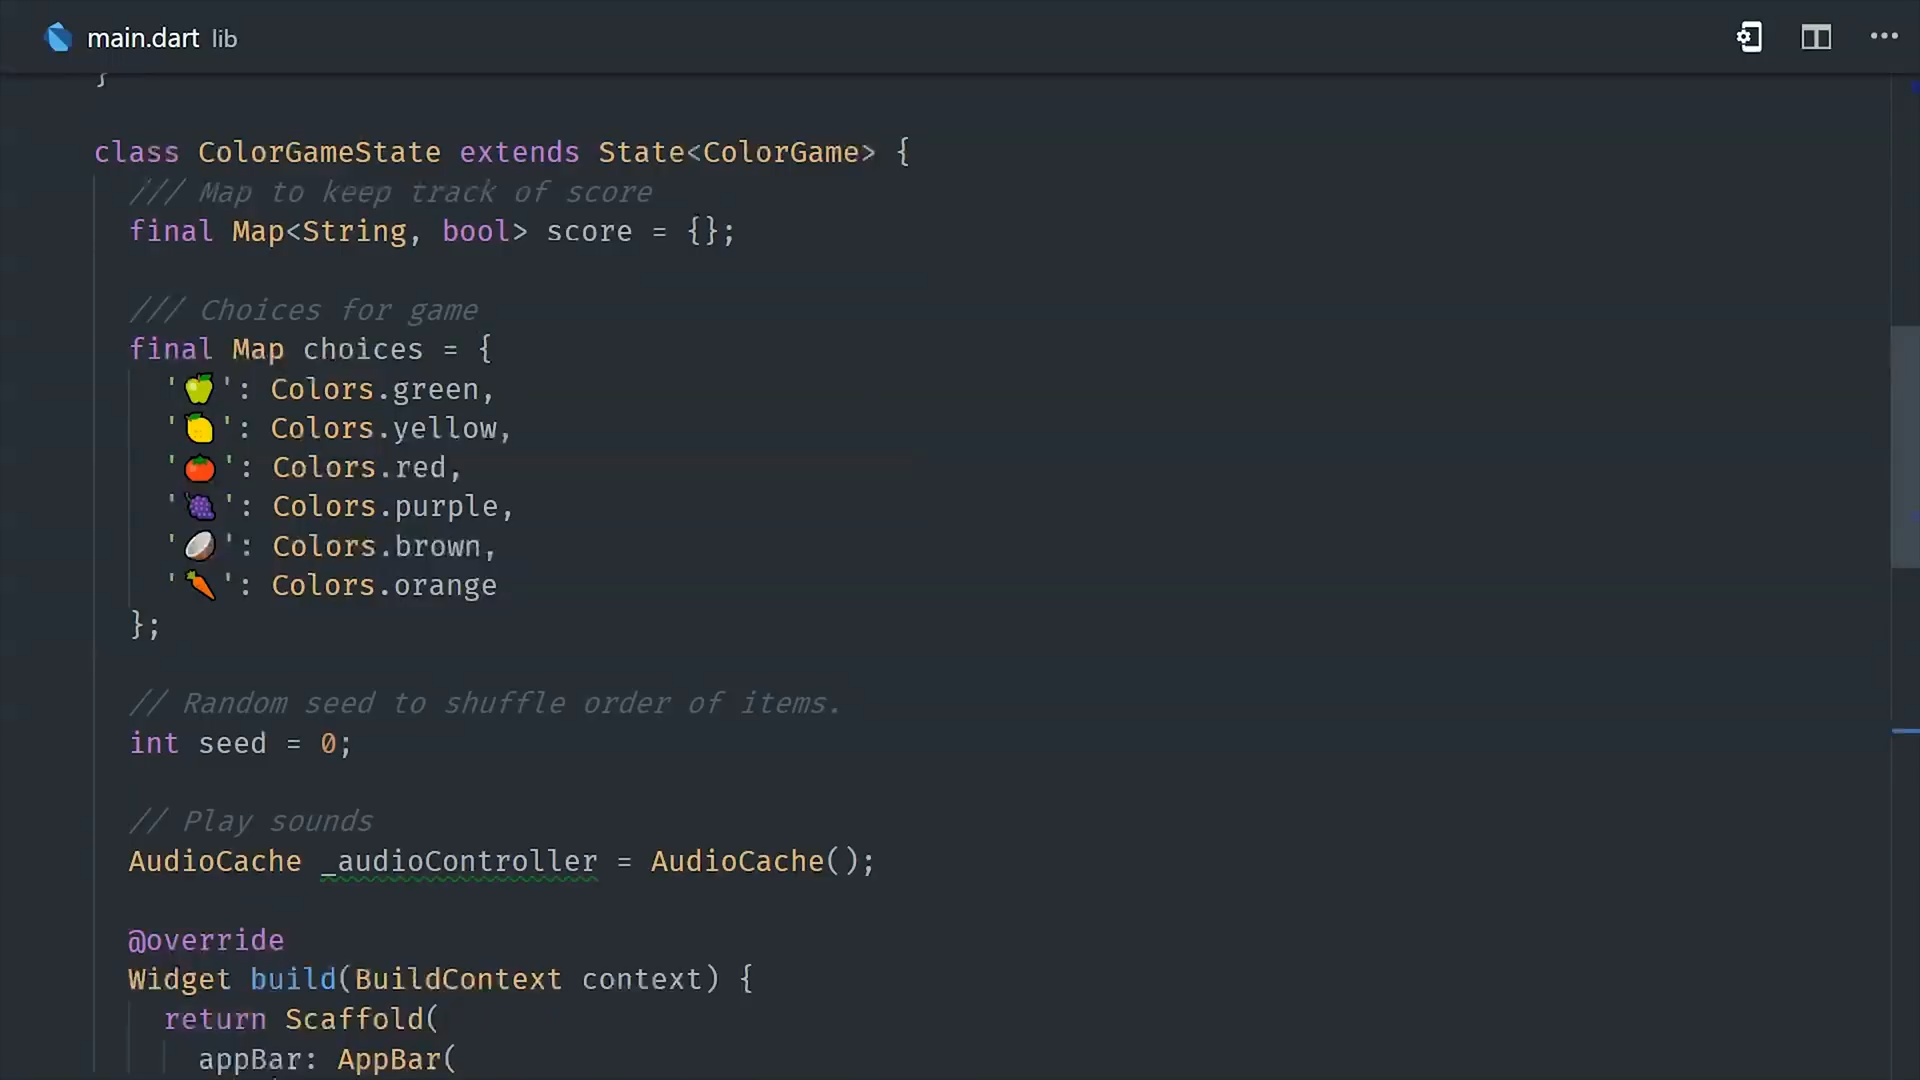 main.dart lib
}
class ColorGameState extends State<ColorGame> {
/// Map to keep track of score
final Map<String, bool> score = {};
/// Choices for game
final Map choices = {
'🍏': Colors.green,
'🍋': Colors.yellow,
'🍅': Colors.red,
'🍇': Colors.purple,
'🥥': Colors.brown,
'🥕': Colors.orange
};
// Random seed to shuffle order of items.
int seed = 0;
// Play sounds
AudioCache _audioController = AudioCache();
@override
Widget build(BuildContext context) {
return Scaffold(
appBar: AppBar(